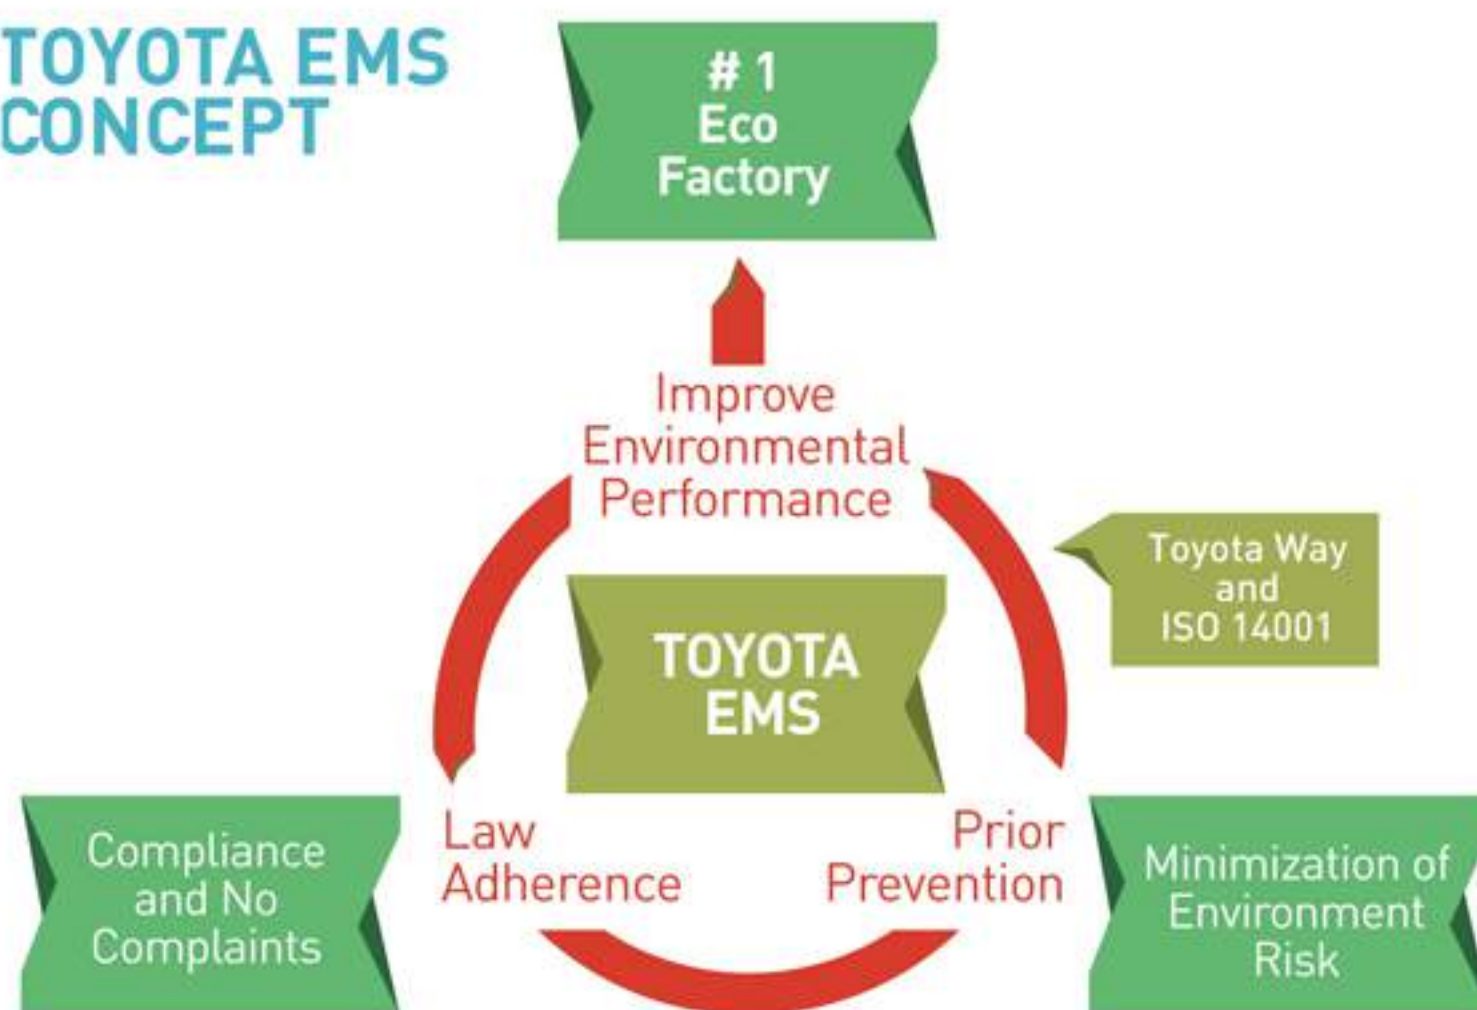 TOYOTA EMS
CONCEPT
# 1
Eco
Factory
Improve
Environmental
Performance
Toyota Way
and
ISO 14001
TOYOTA
EMS
Law
Adherence
Prior
Prevention
Compliance
and No
Complaints
Minimization of
Environment
Risk